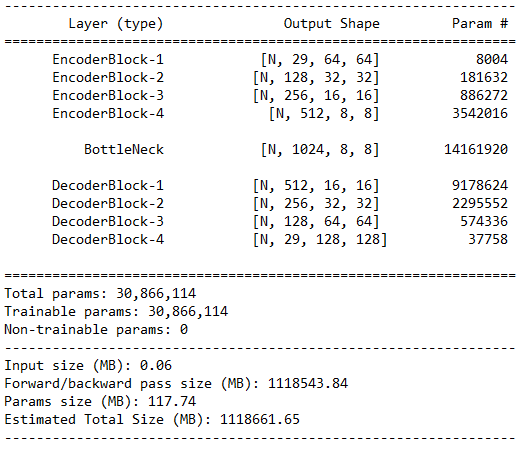 ----------------------------------------------------------------
Layer (type) Output Shape Param #
================================================================
EncoderBlock-1 [N, 29, 64, 64] 8004
EncoderBlock-2 [N, 128, 32, 32] 181632
EncoderBlock-3 [N, 256, 16, 16] 886272
EncoderBlock-4 [N, 512, 8, 8] 3542016
BottleNeck [N, 1024, 8, 8] 14161920
DecoderBlock-1 [N, 512, 16, 16] 9178624
DecoderBlock-2 [N, 256, 32, 32] 2295552
DecoderBlock-3 [N, 128, 64, 64] 574336
DecoderBlock-4 [N, 29, 128, 128] 37758
================================================================
Total params: 30,866,114
Trainable params: 30,866,114
Non-trainable params: 0
----------------------------------------------------------------
Input size (MB): 0.06
Forward/backward pass size (MB): 1118543.84
Params size (MB): 117.74
Estimated Total Size (MB): 1118661.65
----------------------------------------------------------------